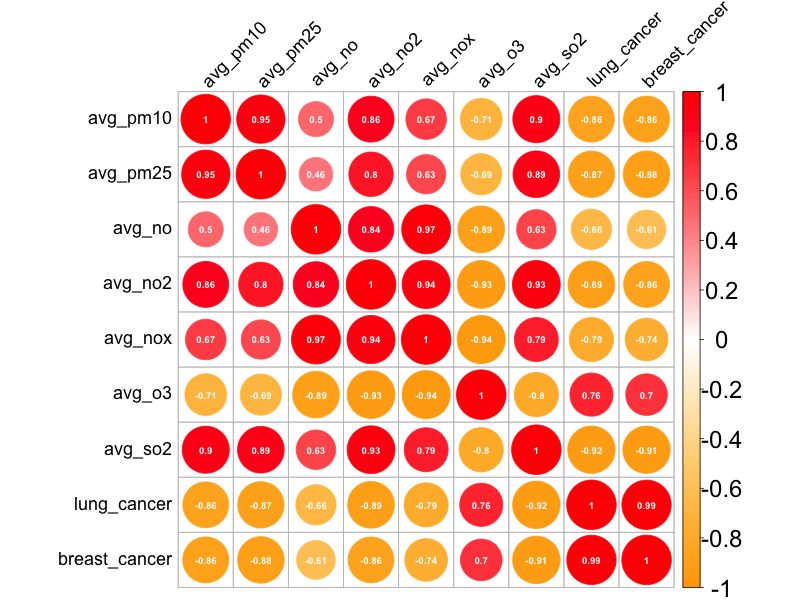 avg_pm10 avg_pm25 avg_no avg_no2 avg_nox avg_o3 avg_so2 lung_cancer breast_cancer
avg_pm10 1 0.95 0.5 0.86 0.67 -0.71 0.9 -0.86 -0.86
avg_pm25 0.95 1 0.46 0.8 0.63 -0.69 0.89 -0.87 -0.88
avg_no 0.5 0.46 1 0.84 0.97 -0.89 0.63 -0.66 -0.61
avg_no2 0.86 0.8 0.84 1 0.94 -0.93 0.93 -0.89 -0.86
avg_nox 0.67 0.63 0.97 0.94 1 -0.94 0.79 -0.79 -0.74
avg_o3 -0.71 -0.69 -0.89 -0.93 -0.94 1 -0.8 0.76 0.7
avg_so2 0.9 0.89 0.63 0.93 0.79 -0.8 1 -0.92 -0.91
lung_cancer -0.86 -0.87 -0.66 -0.89 -0.79 0.76 -0.92 1 0.99
breast_cancer -0.86 -0.88 -0.61 -0.86 -0.74 0.7 -0.91 0.99 1
1
0.8
0.6
0.4
0.2
0
-0.2
-0.4
-0.6
-0.8
-1